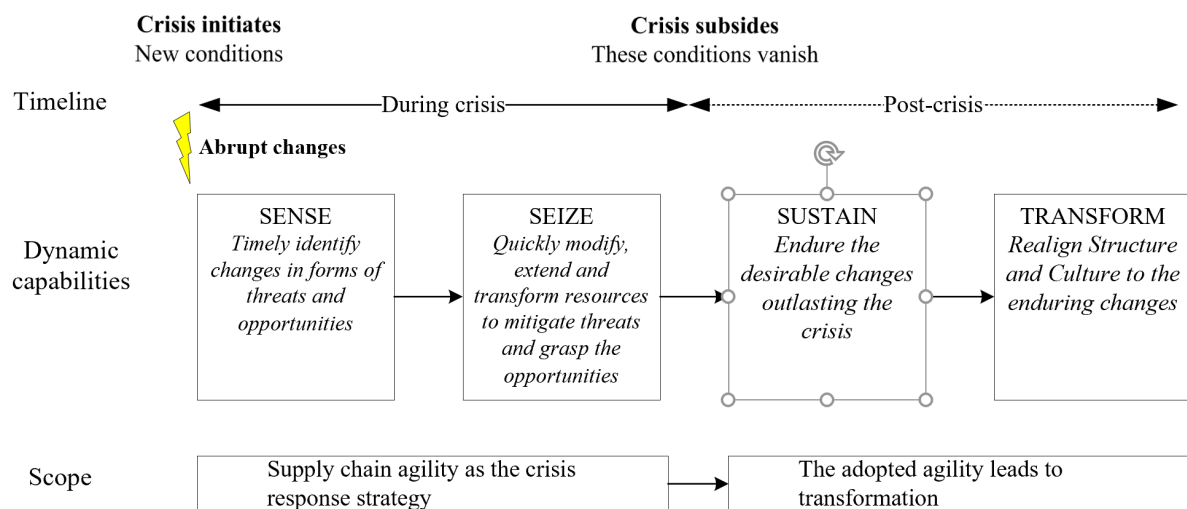 Crisis initiates
New conditions
Crisis subsides
These conditions vanish
Timeline
During crisis
Post-crisis
Abrupt changes
Dynamic
capabilities
SENSE
Timely identify
changes in forms of
threats and
opportunities
SEIZE
Quickly modify,
extend and
transform resources
to mitigate threats
and grasp the
opportunities
SUSTAIN
Endure the
desirable changes
outlasting the
crisis
TRANSFORM
Realign Structure
and Culture to the
enduring changes
Scope
Supply chain agility as the crisis
response strategy
The adopted agility leads to
transformation